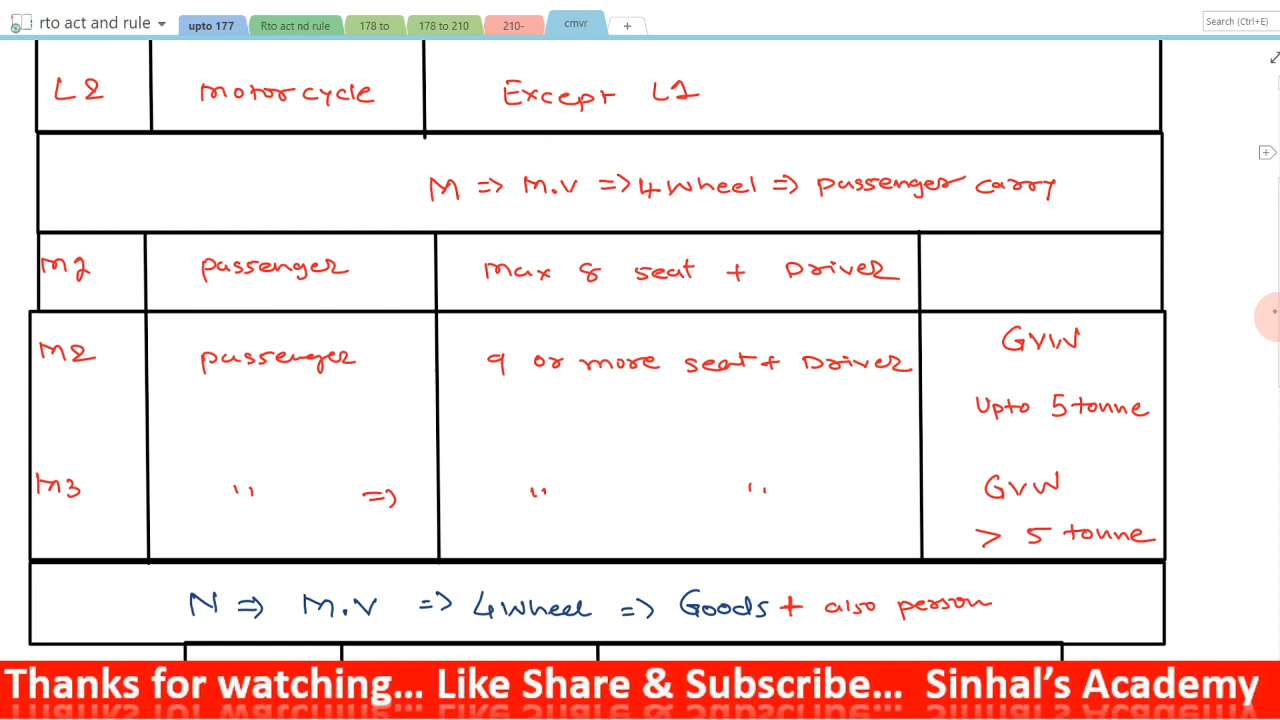 rto act and rule
upto 177
Rto act nd rule
178 to
178 to 210
210-
cmvr
Search (Ctrl+E)
L2 motorcycle Except L1
M => M.V => 4 wheel => passenger carry
M1 passenger max 8 seat + Driver
M2 passenger 9 or more seat + Driver GVW
Upto 5 tonne
M3 " => " " GVW
> 5 tonne
N => M.V => 4 wheel => Goods + also person
Thanks for watching... Like Share & Subscribe... Sinhal's Academy